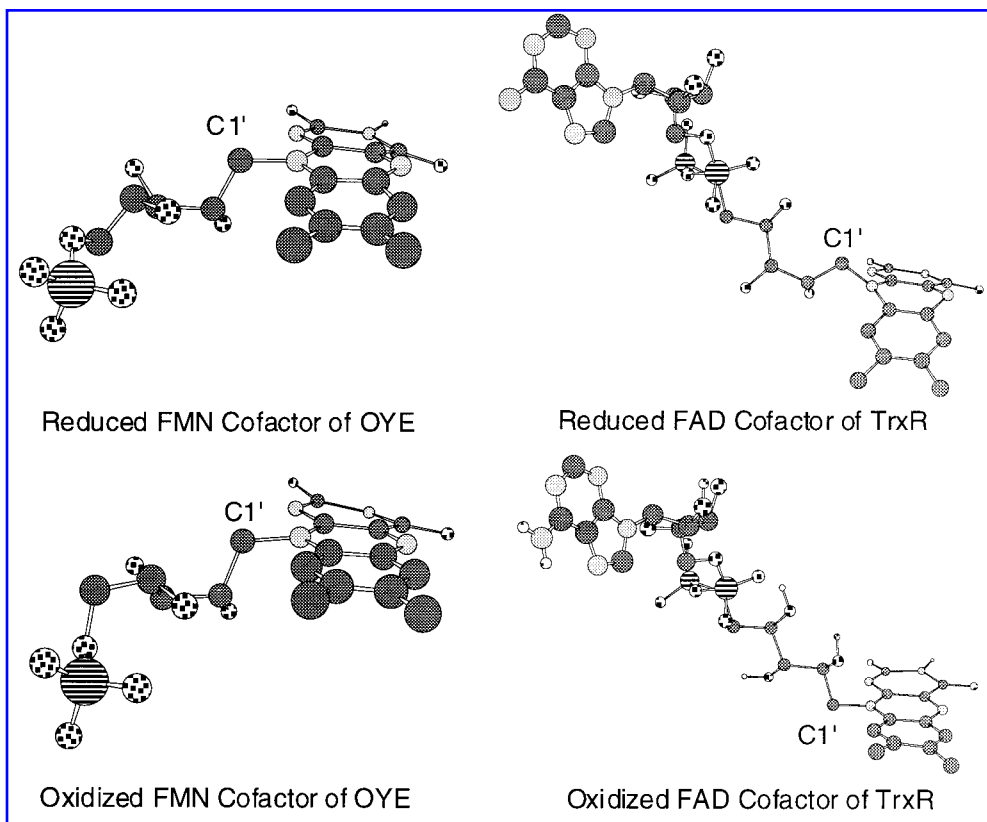 C1'
C1'
Reduced FMN Cofactor of OYE
Reduced FAD Cofactor of TrxR
C1'
C1'
Oxidized FMN Cofactor of OYE
Oxidized FAD Cofactor of TrxR